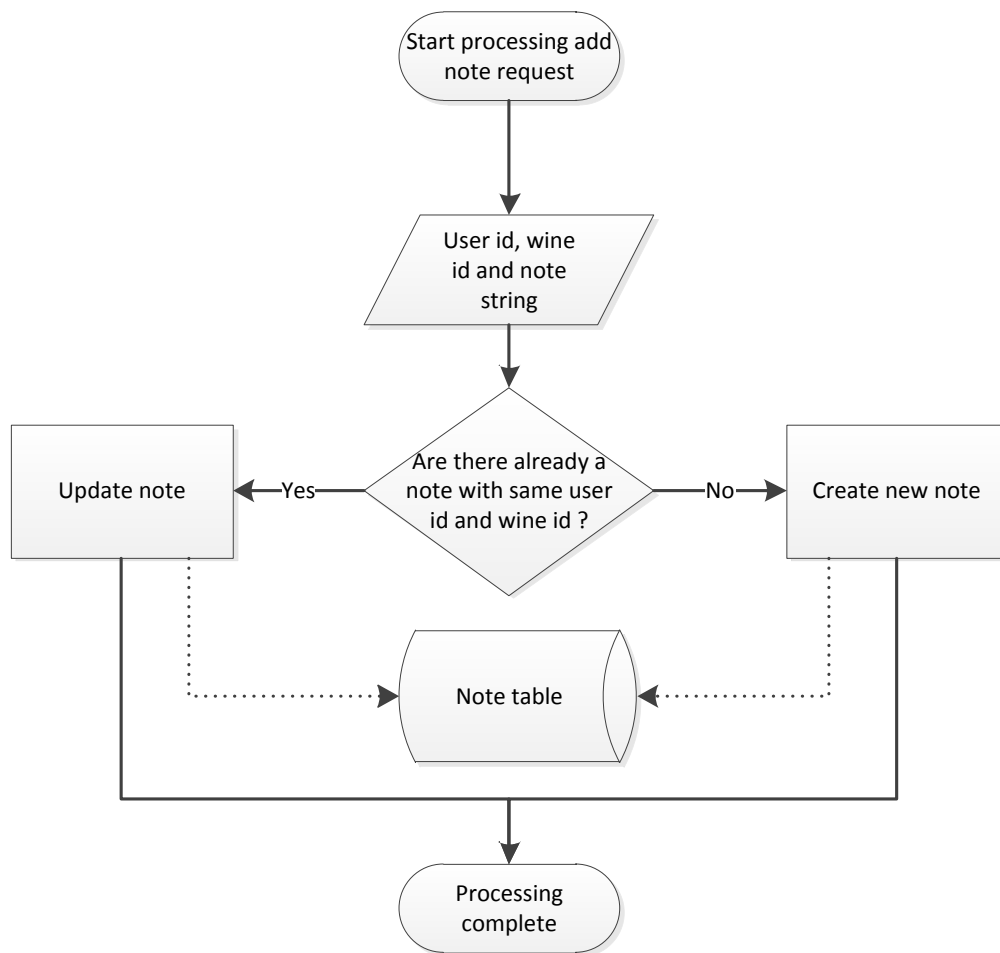 Start processing add
note request
User id, wine
id and note
string
Are there already a
note with same user
id and wine id ?
Update note
Yes
No
Create new note
Note table
Processing
complete